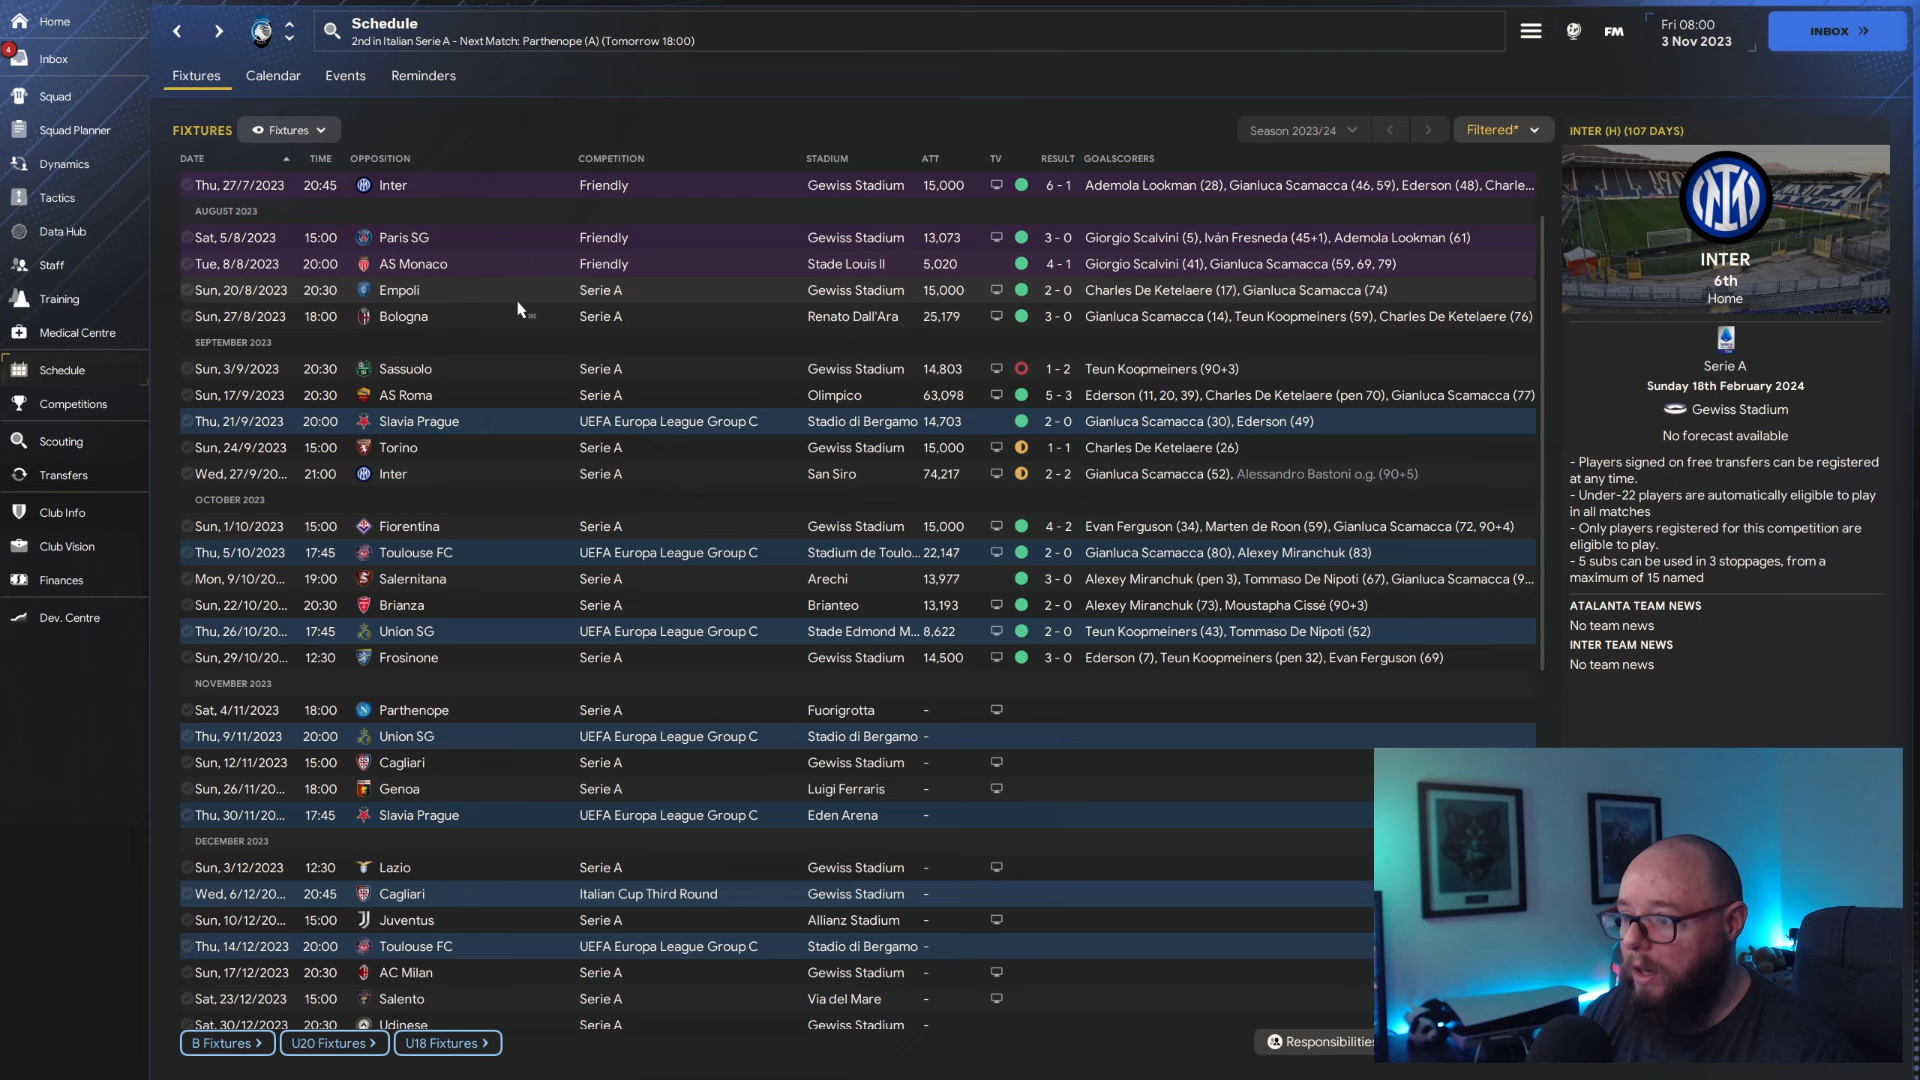 Home
4
Inbox
Squad
Squad Planner
Dynamics
Tactics
Data Hub
Staff
Training
Medical Centre
Schedule
Competitions
Scouting
Transfers
Club Info
Club Vision
Finances
Dev. Centre
Schedule
2nd in Italian Serie A - Next Match: Parthenope (A) (Tomorrow 18:00)
FM
Fri 08:00
3 Nov 2023
INBOX
Fixtures Calendar Events Reminders
FIXTURES Fixtures Season 2023/24 Filtered*
DATE TIME OPPOSITION COMPETITION STADIUM ATT TV RESULT GOALSCORERS
Thu, 27/7/2023 20:45 Inter Friendly Gewiss Stadium 15,000 6 - 1 Ademola Lookman (28), Gianluca Scamacca (46, 59), Ederson (48), Charle...
AUGUST 2023
Sat, 5/8/2023 15:00 Paris SG Friendly Gewiss Stadium 13,073 3 - 0 Giorgio Scalvini (5), Iván Fresneda (45+1), Ademola Lookman (61)
Tue, 8/8/2023 20:00 AS Monaco Friendly Stade Louis II 5,020 4 - 1 Giorgio Scalvini (41), Gianluca Scamacca (59, 69, 79)
Sun, 20/8/2023 20:30 Empoli Serie A Gewiss Stadium 15,000 2 - 0 Charles De Ketelaere (17), Gianluca Scamacca (74)
Sun, 27/8/2023 18:00 Bologna Serie A Renato Dall'Ara 25,179 3 - 0 Gianluca Scamacca (14), Teun Koopmeiners (59), Charles De Ketelaere (76)
SEPTEMBER 2023
Sun, 3/9/2023 20:30 Sassuolo Serie A Gewiss Stadium 14,803 1 - 2 Teun Koopmeiners (90+3)
Sun, 17/9/2023 20:30 AS Roma Serie A Olimpico 63,098 5 - 3 Ederson (11, 20, 39), Charles De Ketelaere (pen 70), Gianluca Scamacca (77)
Thu, 21/9/2023 20:00 Slavia Prague UEFA Europa League Group C Stadio di Bergamo 14,703 2 - 0 Gianluca Scamacca (30), Ederson (49)
Sun, 24/9/2023 15:00 Torino Serie A Gewiss Stadium 15,000 1 - 1 Charles De Ketelaere (26)
Wed, 27/9/20... 21:00 Inter Serie A San Siro 74,217 2 - 2 Gianluca Scamacca (52), Alessandro Bastoni o.g. (90+5)
OCTOBER 2023
Sun, 1/10/2023 15:00 Fiorentina Serie A Gewiss Stadium 15,000 4 - 2 Evan Ferguson (34), Marten de Roon (59), Gianluca Scamacca (72, 90+4)
Thu, 5/10/2023 17:45 Toulouse FC UEFA Europa League Group C Stadium de Toulo... 22,147 2 - 0 Gianluca Scamacca (80), Alexey Miranchuk (83)
Mon, 9/10/20... 19:00 Salernitana Serie A Arechi 13,977 3 - 0 Alexey Miranchuk (pen 3), Tommaso De Nipoti (67), Gianluca Scamacca (9...
Sun, 22/10/20... 20:30 Brianza Serie A Brianteo 13,193 2 - 0 Alexey Miranchuk (73), Moustapha Cissé (90+3)
Thu, 26/10/20... 17:45 Union SG UEFA Europa League Group C Stade Edmond M... 8,622 2 - 0 Teun Koopmeiners (43), Tommaso De Nipoti (52)
Sun, 29/10/20... 12:30 Frosinone Serie A Gewiss Stadium 14,500 3 - 0 Ederson (7), Teun Koopmeiners (pen 32), Evan Ferguson (69)
NOVEMBER 2023
Sat, 4/11/2023 18:00 Parthenope Serie A Fuorigrotta -
Thu, 9/11/2023 20:00 Union SG UEFA Europa League Group C Stadio di Bergamo -
Sun, 12/11/2023 15:00 Cagliari Serie A Gewiss Stadium -
Sun, 26/11/20... 18:00 Genoa Serie A Luigi Ferraris -
Thu, 30/11/20... 17:45 Slavia Prague UEFA Europa League Group C Eden Arena -
DECEMBER 2023
Sun, 3/12/2023 12:30 Lazio Serie A Gewiss Stadium -
Wed, 6/12/20... 20:45 Cagliari Italian Cup Third Round Gewiss Stadium -
Sun, 10/12/20... 15:00 Juventus Serie A Allianz Stadium -
Thu, 14/12/2023 20:00 Toulouse FC UEFA Europa League Group C Stadio di Bergamo -
Sun, 17/12/2023 20:30 AC Milan Serie A Gewiss Stadium -
Sat, 23/12/2023 15:00 Salento Serie A Via del Mare -
Sat, 30/12/2023 20:30 Udinese Serie A Gewiss Stadium
B Fixtures > U20 Fixtures > U18 Fixtures > Responsibilities
INTER (H) (107 DAYS)
INTER
6th
Home
Serie A
Sunday 18th February 2024
Gewiss Stadium
No forecast available
- Players signed on free transfers can be registered
at any time.
- Under-22 players are automatically eligible to play
in all matches
- Only players registered for this competition are
eligible to play.
- 5 subs can be used in 3 stoppages, from a
maximum of 15 named
ATALANTA TEAM NEWS
No team news
INTER TEAM NEWS
No team news